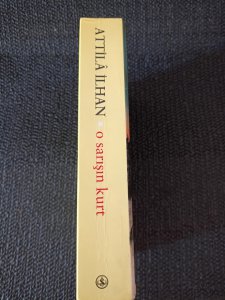 ATTİLÂ İLHAN • o sarışın kurt